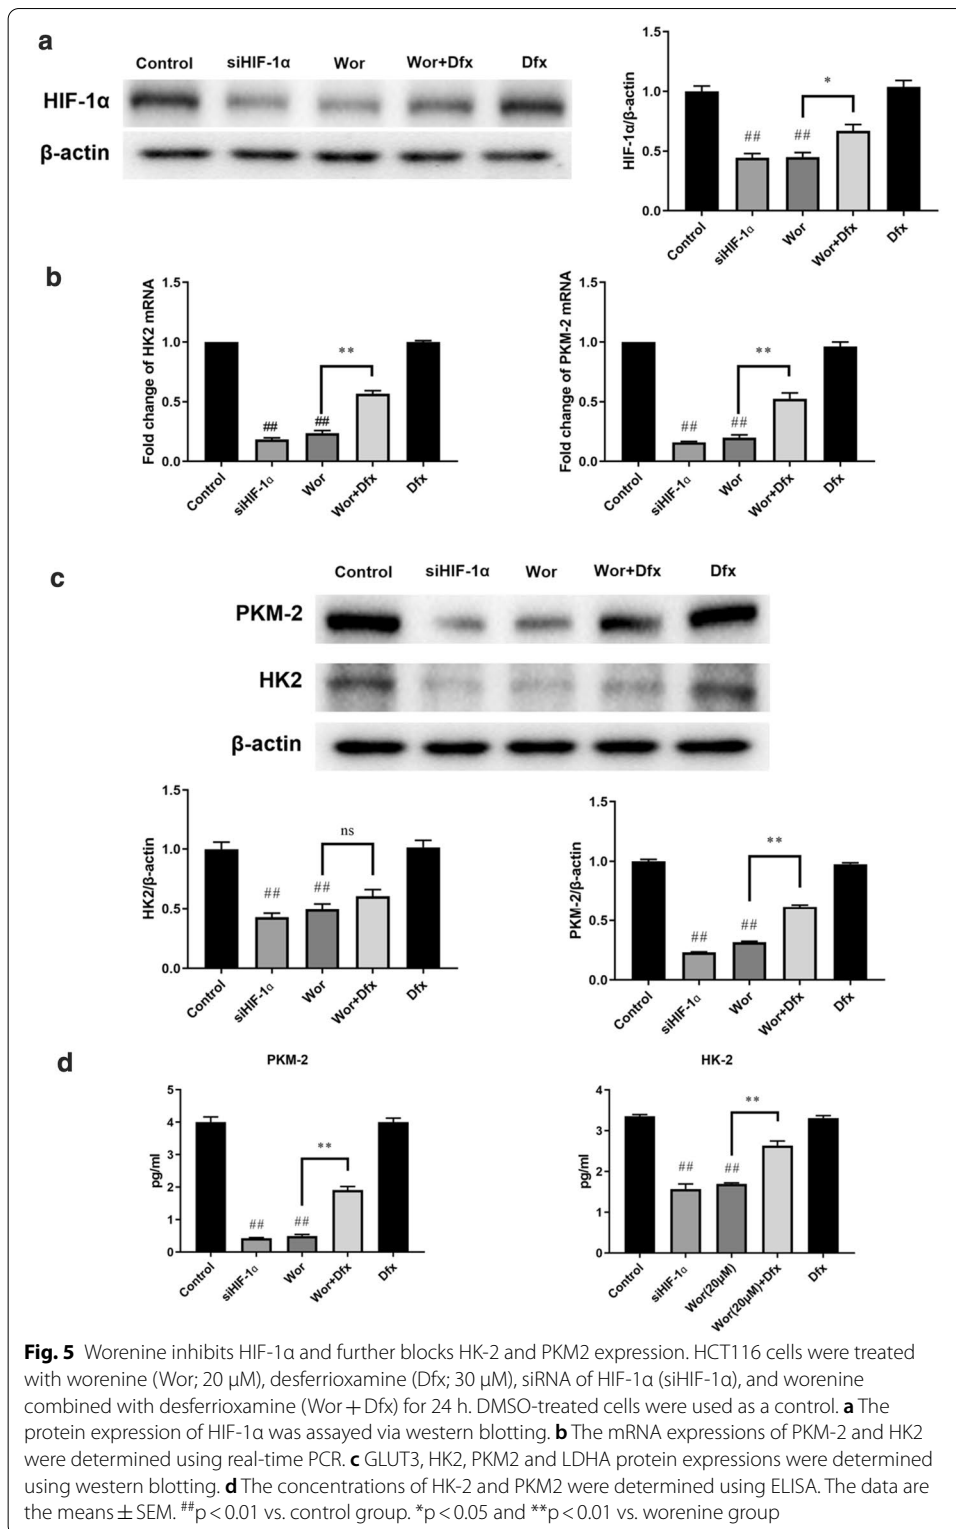 a
Control siHIF-1α Wor Wor+Dfx Dfx
HIF-1α
β-actin
HIF-1α/β-actin
1.5
1.0
0.5
0.0
*
## ##
Control siHIF-1α Wor Wor+Dfx Dfx
b
Fold change of HK2 mRNA
1.5
1.0
0.5
0.0
**
## ##
Control siHIF-1α Wor Wor+Dfx Dfx
Fold change of PKM-2 mRNA
1.5
1.0
0.5
0.0
**
## ##
Control siHIF-1α Wor Wor+Dfx Dfx
c
Control siHIF-1α Wor Wor+Dfx Dfx
PKM-2
HK2
β-actin
HK2/β-actin
1.5
1.0
0.5
0.0
ns
## ##
Control siHIF-1α Wor Wor+Dfx Dfx
PKM-2/β-actin
1.5
1.0
0.5
0.0
**
## ##
Control siHIF-1α Wor Wor+Dfx Dfx
d
PKM-2
pg/ml
5
4
3
2
1
0
**
## ##
Control siHIF-1α Wor Wor+Dfx Dfx
HK-2
pg/ml
4
3
2
1
0
**
## ##
Control siHIF-1α Wor(20μM) Wor(20μM)+Dfx Dfx
Fig. 5 Worenine inhibits HIF-1α and further blocks HK-2 and PKM2 expression. HCT116 cells were treated
with worenine (Wor; 20 μM), desferrioxamine (Dfx; 30 μM), siRNA of HIF-1α (siHIF-1α), and worenine
combined with desferrioxamine (Wor + Dfx) for 24 h. DMSO-treated cells were used as a control. a The
protein expression of HIF-1α was assayed via western blotting. b The mRNA expressions of PKM-2 and HK2
were determined using real-time PCR. c GLUT3, HK2, PKM2 and LDHA protein expressions were determined
using western blotting. d The concentrations of HK-2 and PKM2 were determined using ELISA. The data are
the means ± SEM. ##p < 0.01 vs. control group. *p < 0.05 and **p < 0.01 vs. worenine group